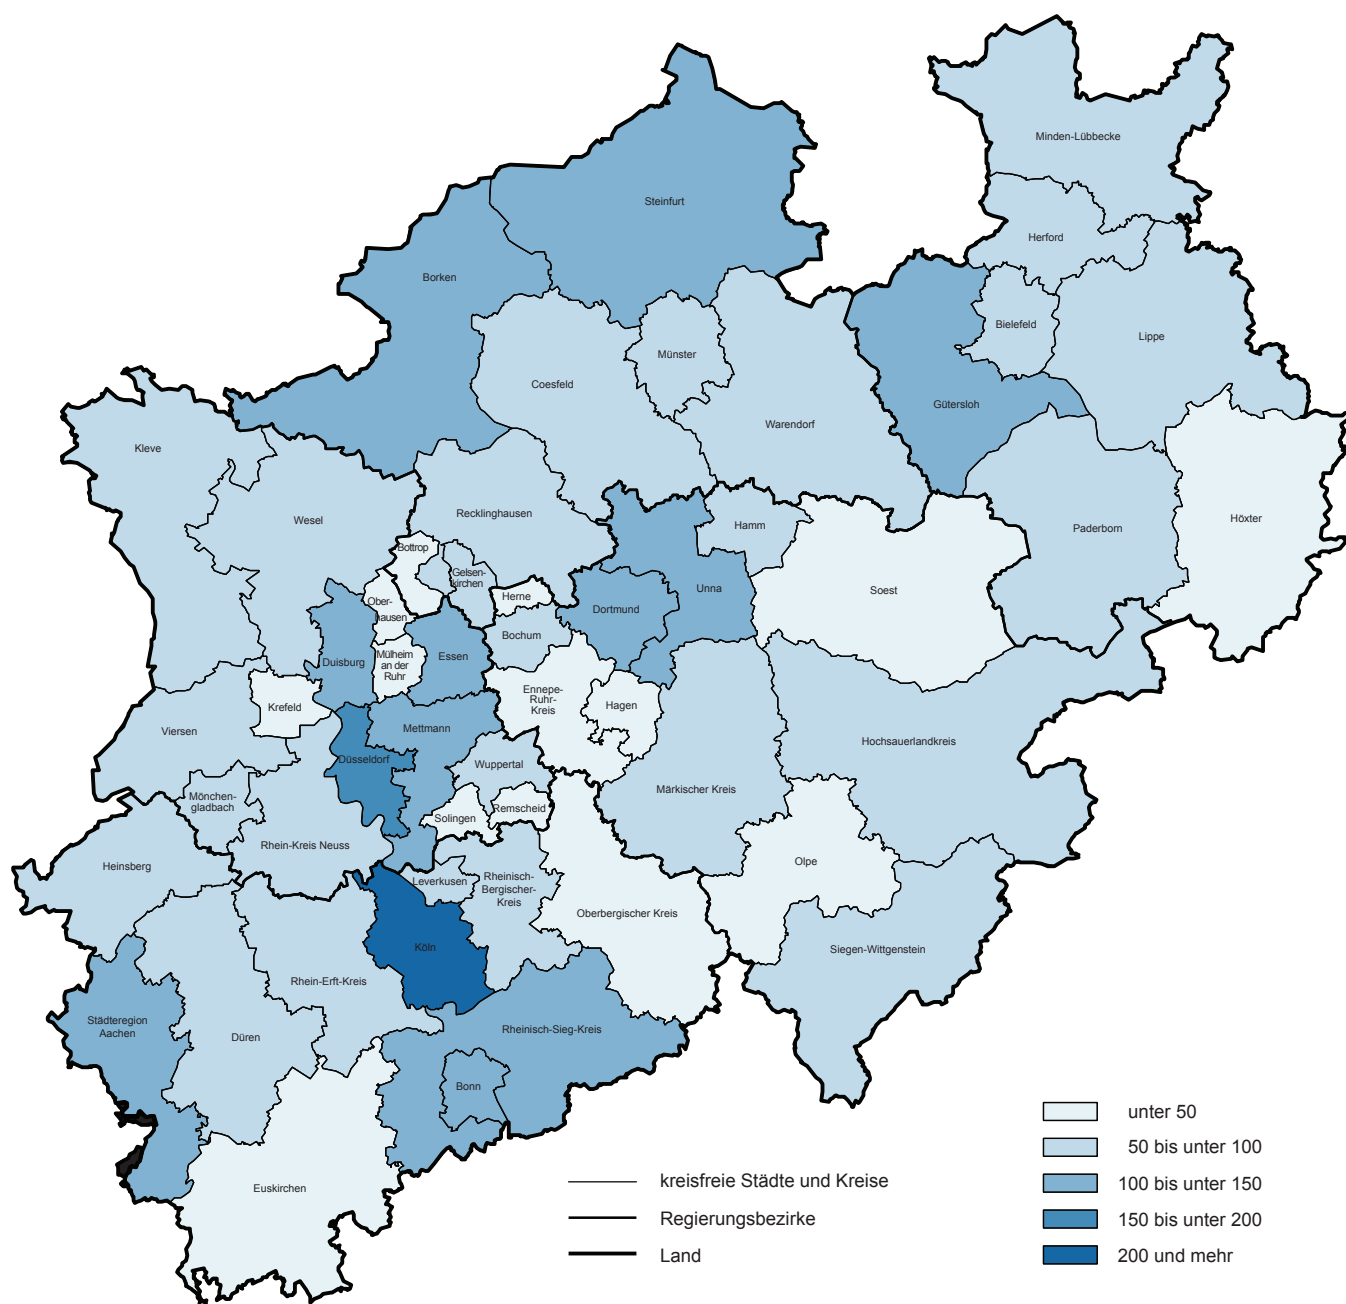 Minden-Lübbecke
Steinfurt
Herford
Borken
Bielefeld
Lippe
Münster
Coesfeld
Gütersloh
Warendorf
Kleve
Recklinghausen
Wesel
Hamm
Paderborn
Höxter
Bottrop
Gelsen-
kirchen
Unna
Soest
Herne
Ober-
hausen
Dortmund
Bochum
Duisburg
Essen
Mülheim
an der
Ruhr
Ennepe-
Ruhr-
Kreis
Hagen
Krefeld
Viersen
Mettmann
Hochsauerlandkreis
Düsseldorf
Wuppertal
Märkischer Kreis
Mönchen-
gladbach
Remscheid
Solingen
Rhein-Kreis Neuss
Heinsberg
Olpe
Leverkusen
Rheinisch-
Bergischer-
Kreis
Oberbergischer Kreis
Köln
Siegen-Wittgenstein
Rhein-Erft-Kreis
Städteregion
Aachen
Düren
Rheinisch-Sieg-Kreis
Bonn
Euskirchen
kreisfreie Städte und Kreise
Regierungsbezirke
Land
unter 50
50 bis unter 100
100 bis unter 150
150 bis unter 200
200 und mehr